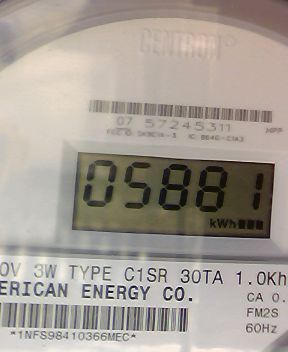 CENTRON®
07 57245311
05881
kWh
0V 3W TYPE C1SR 30TA 1.0Kh
ERICAN ENERGY CO.
CA 0.
FM2S
60Hz
*1NFS98410366MEC*